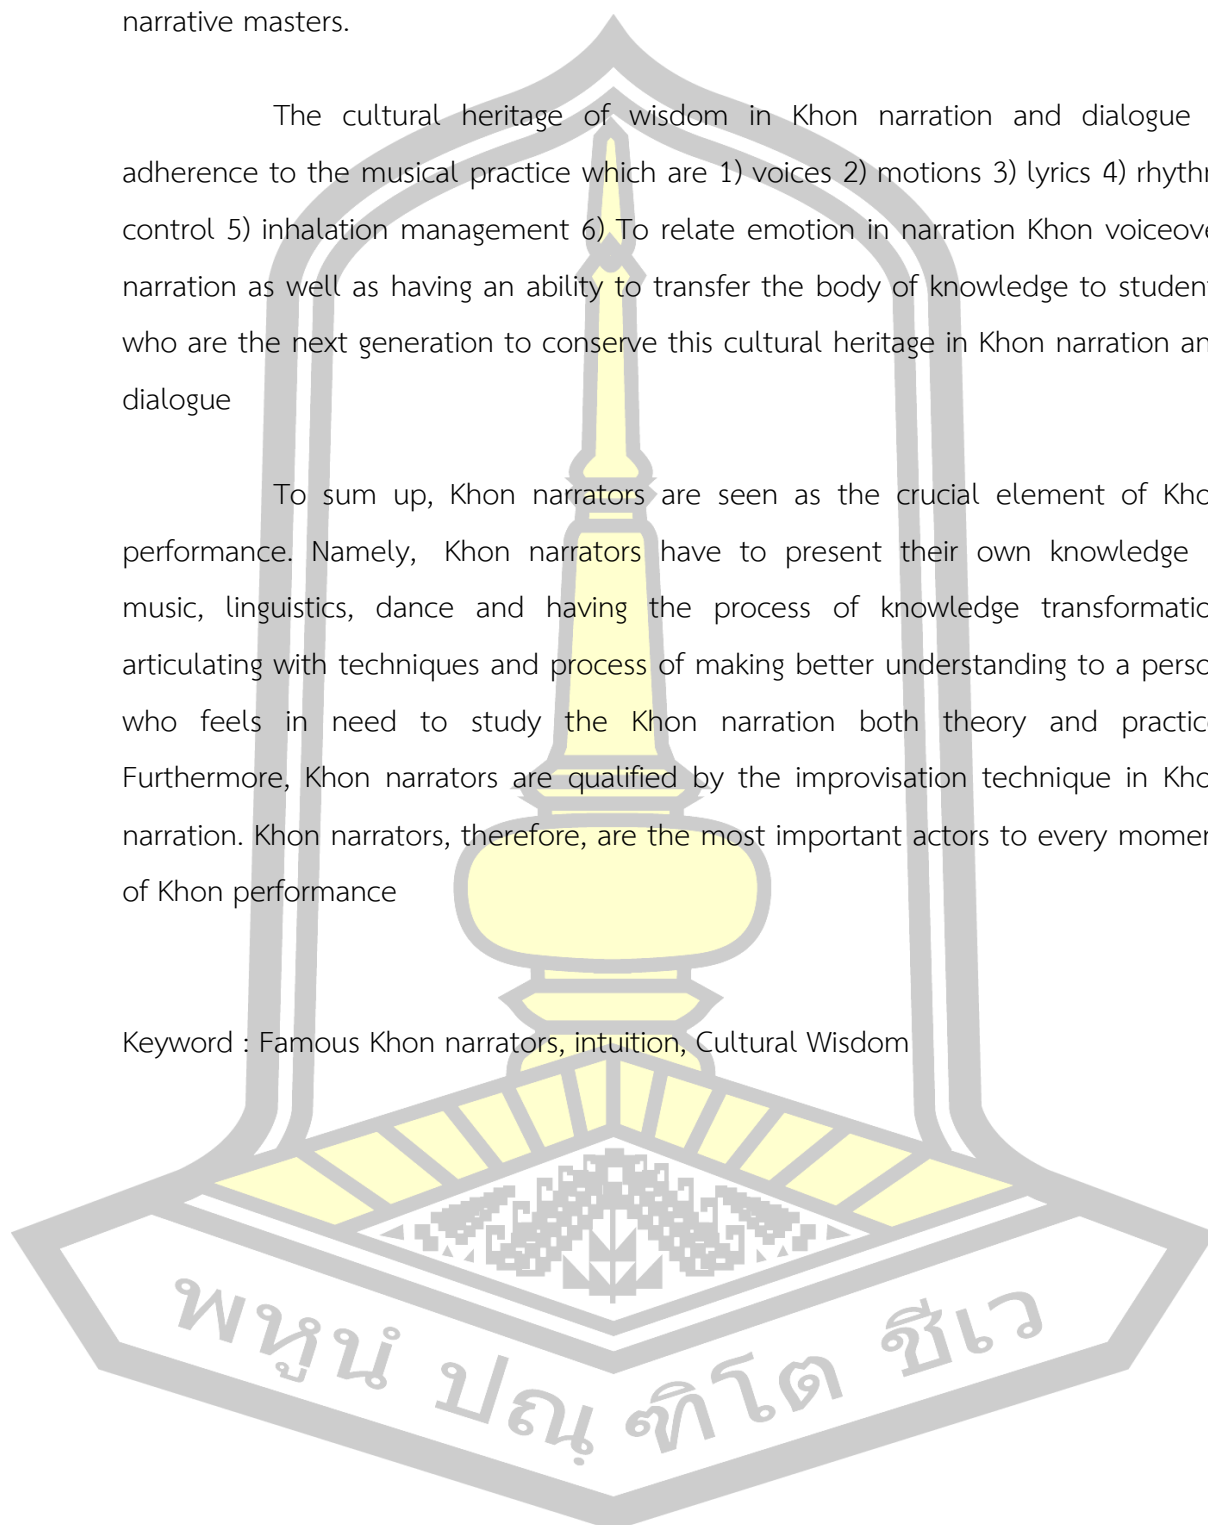 narrative masters.
The cultural heritage of wisdom in Khon narration and dialogue
adherence to the musical practice which are 1) voices 2) motions 3) lyrics 4) rhythm
control 5) inhalation management 6) To relate emotion in narration Khon voiceove
narration as well as having an ability to transfer the body of knowledge to student
who are the next generation to conserve this cultural heritage in Khon narration an
dialogue
To sum up, Khon narrators are seen as the crucial element of Kho
performance. Namely, Khon narrators have to present their own knowledge
music, linguistics, dance and having the process of knowledge transformatio
articulating with techniques and process of making better understanding to a perso
who feels in need to study the Khon narration both theory and practice
Furthermore, Khon narrators are qualified by the improvisation technique in Kho
narration. Khon narrators, therefore, are the most important actors to every momen
of Khon performance
Keyword : Famous Khon narrators, intuition, Cultural Wisdom
พหูนํ ปณฺฑิโต ชีเว